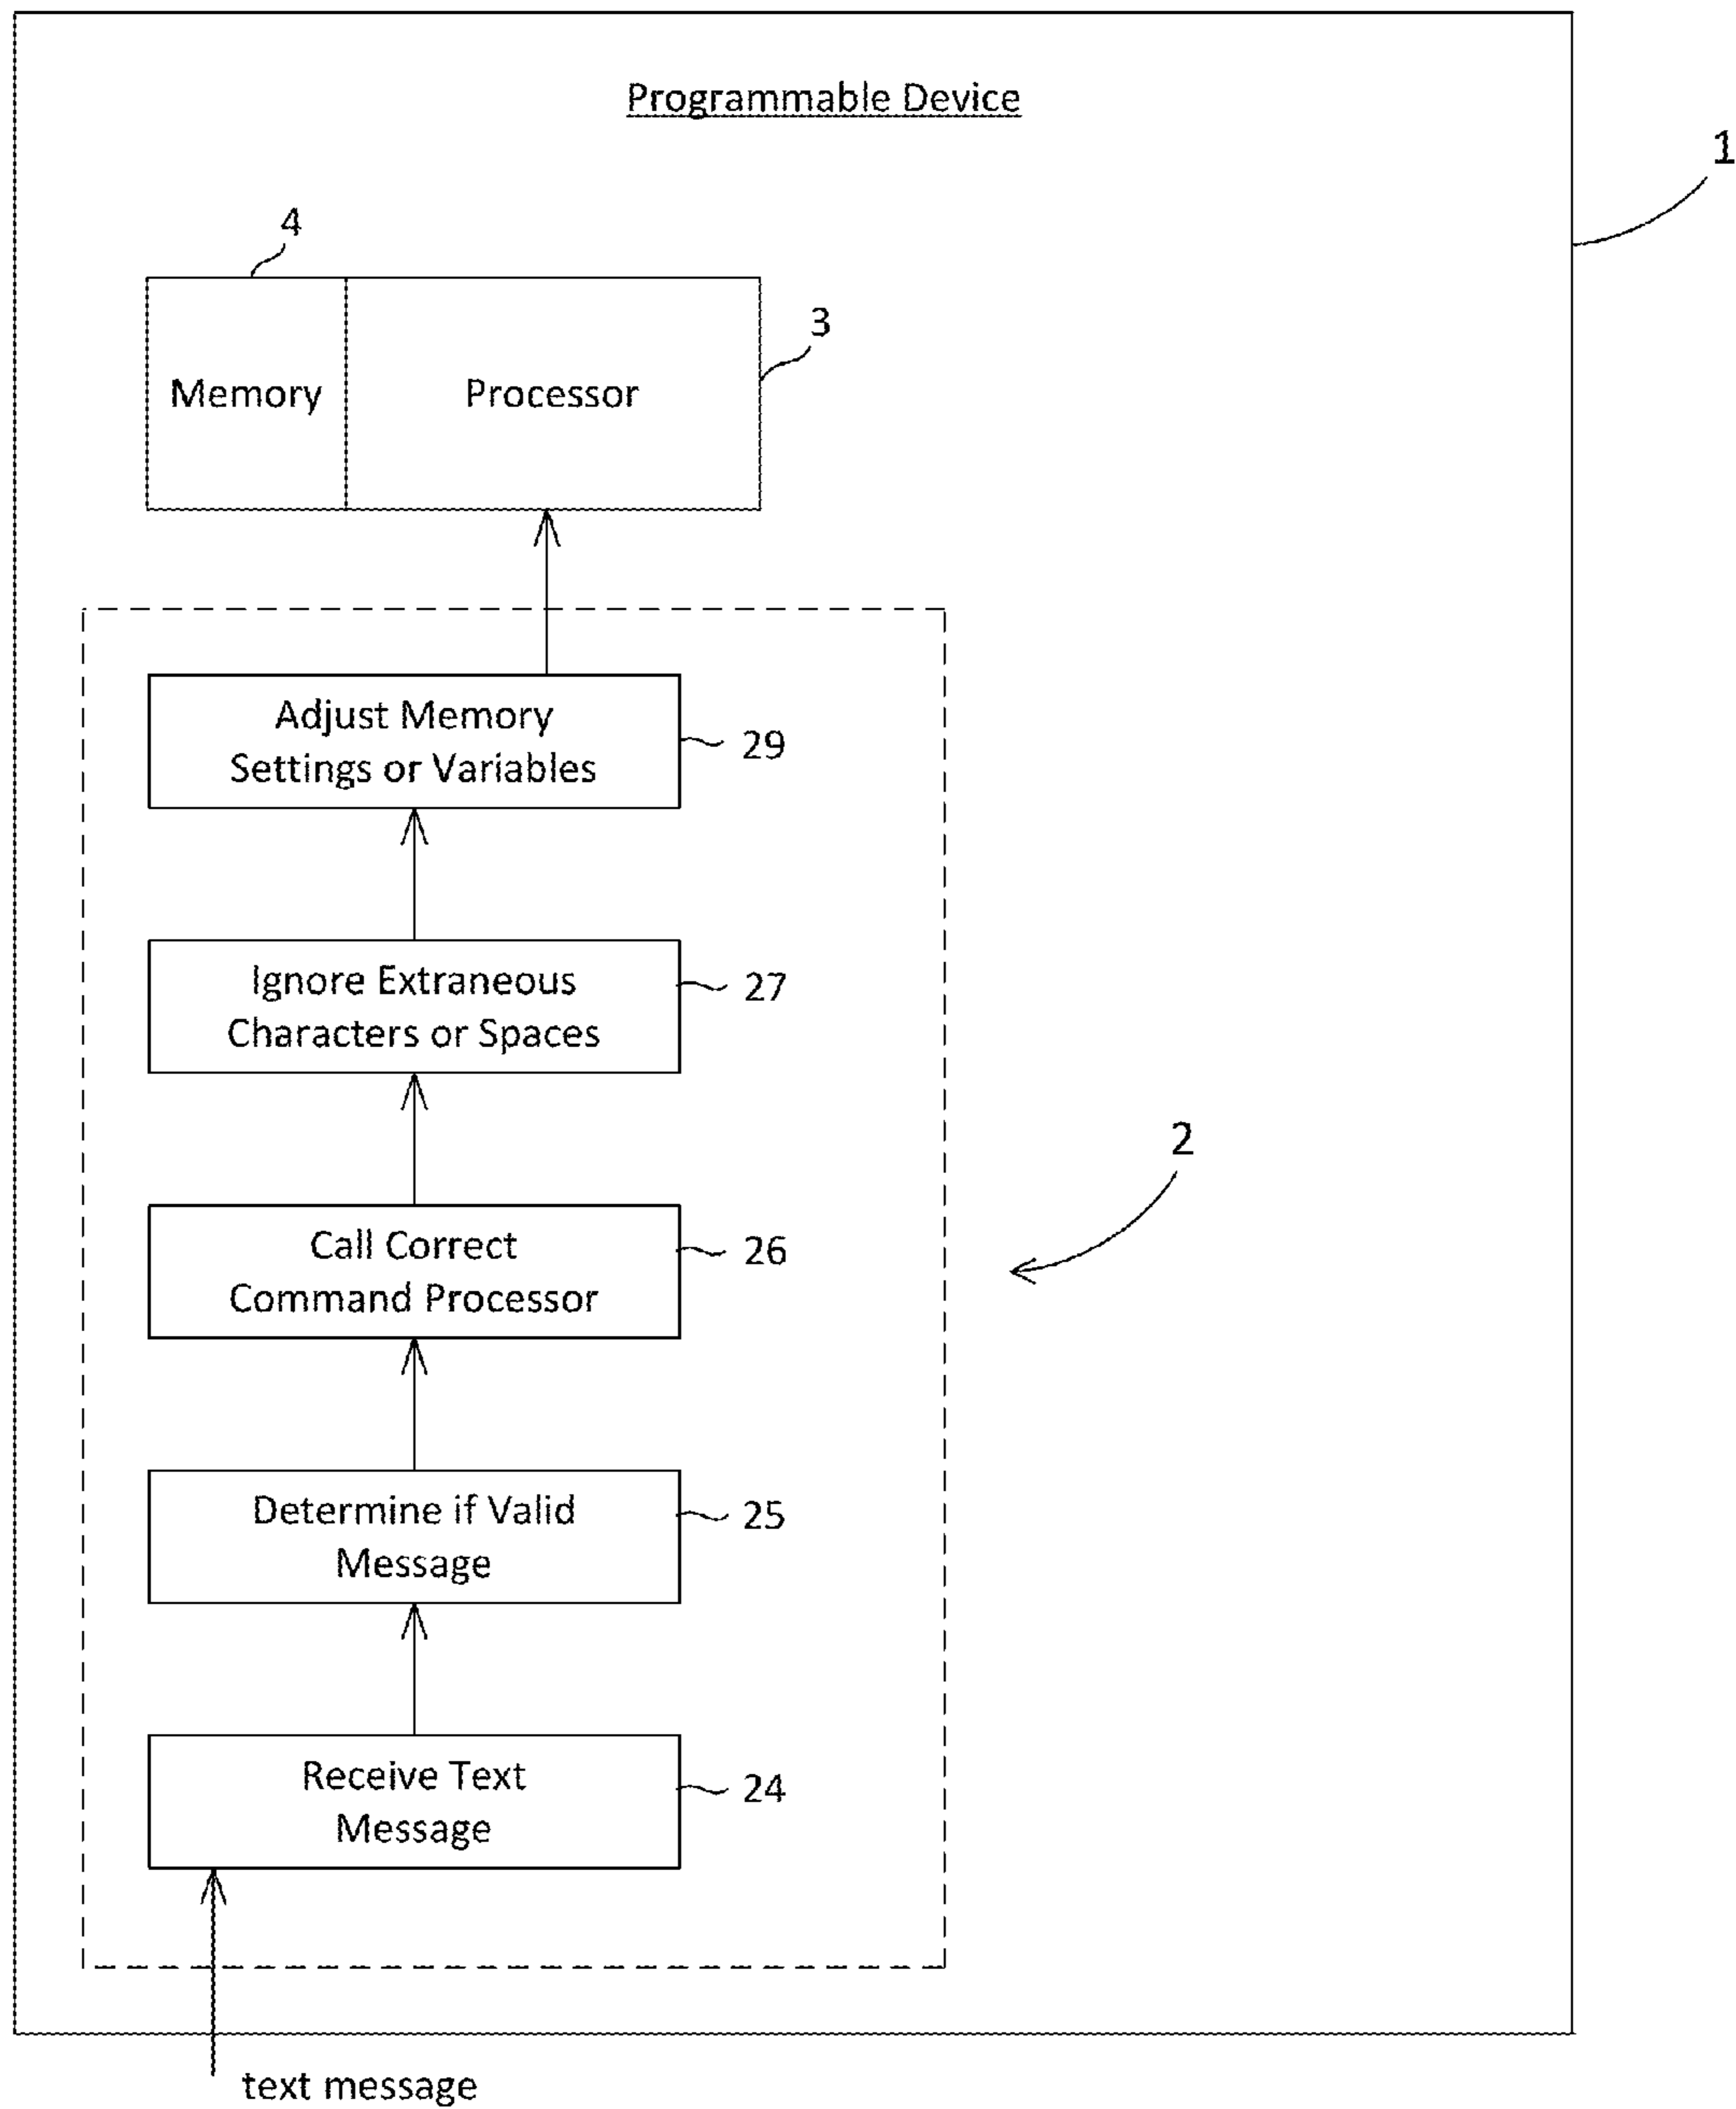 Programmable Device
1
4
3
Memory
Processor
Adjust Memory
Settings or Variables
29
Ignore Extraneous
Characters or Spaces
27
2
Call Correct
Command Processor
26
Determine if Valid
Message
25
Receive Text
Message
24
text message